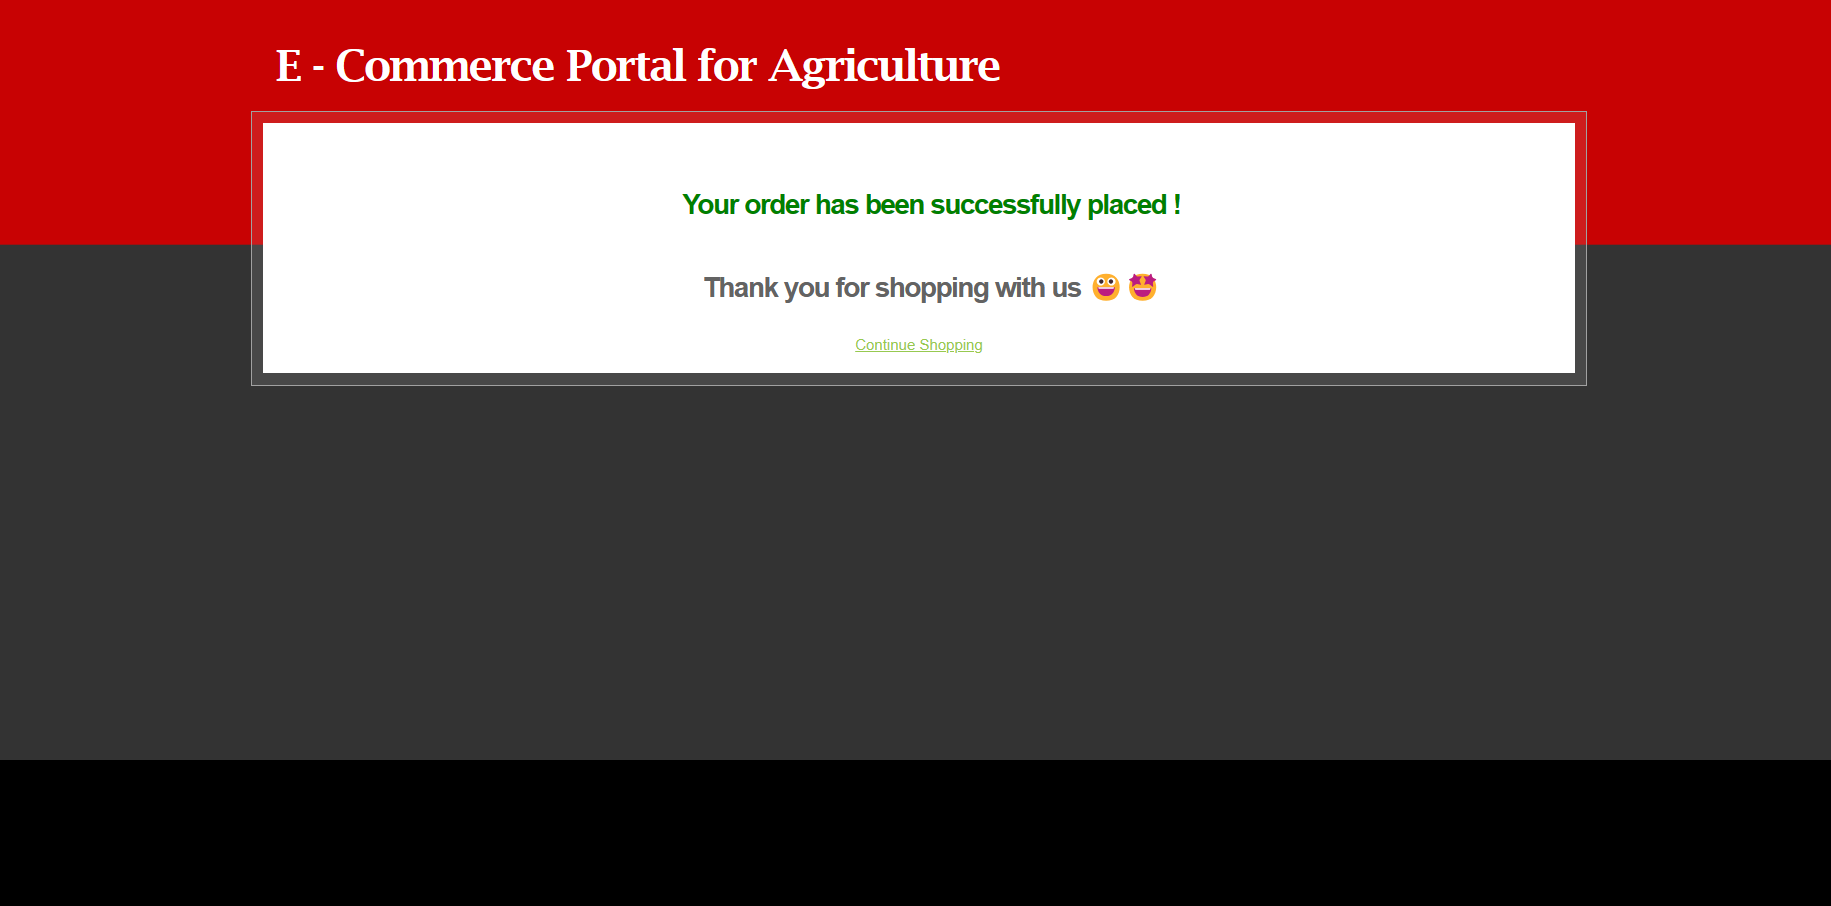 E - Commerce Portal for Agriculture
Your order has been successfully placed !
Thank you for shopping with us 😀🤩
Continue Shopping